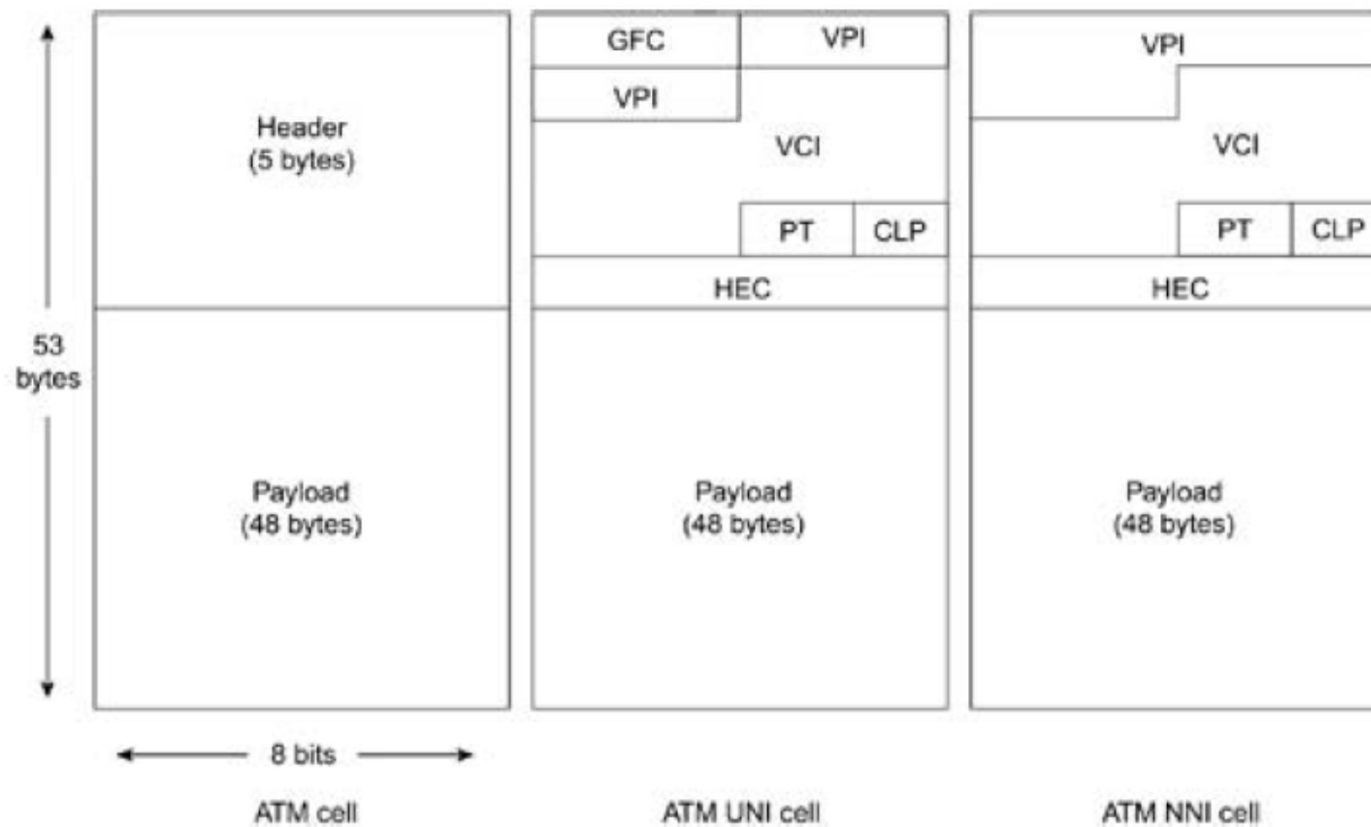 53
bytes
Header
(5 bytes)
Payload
(48 bytes)
8 bits
ATM cell
GFC
VPI
VPI
VCI
PT
CLP
HEC
Payload
(48 bytes)
ATM UNI cell
VPI
VCI
PT
CLP
HEC
Payload
(48 bytes)
ATM NNI cell